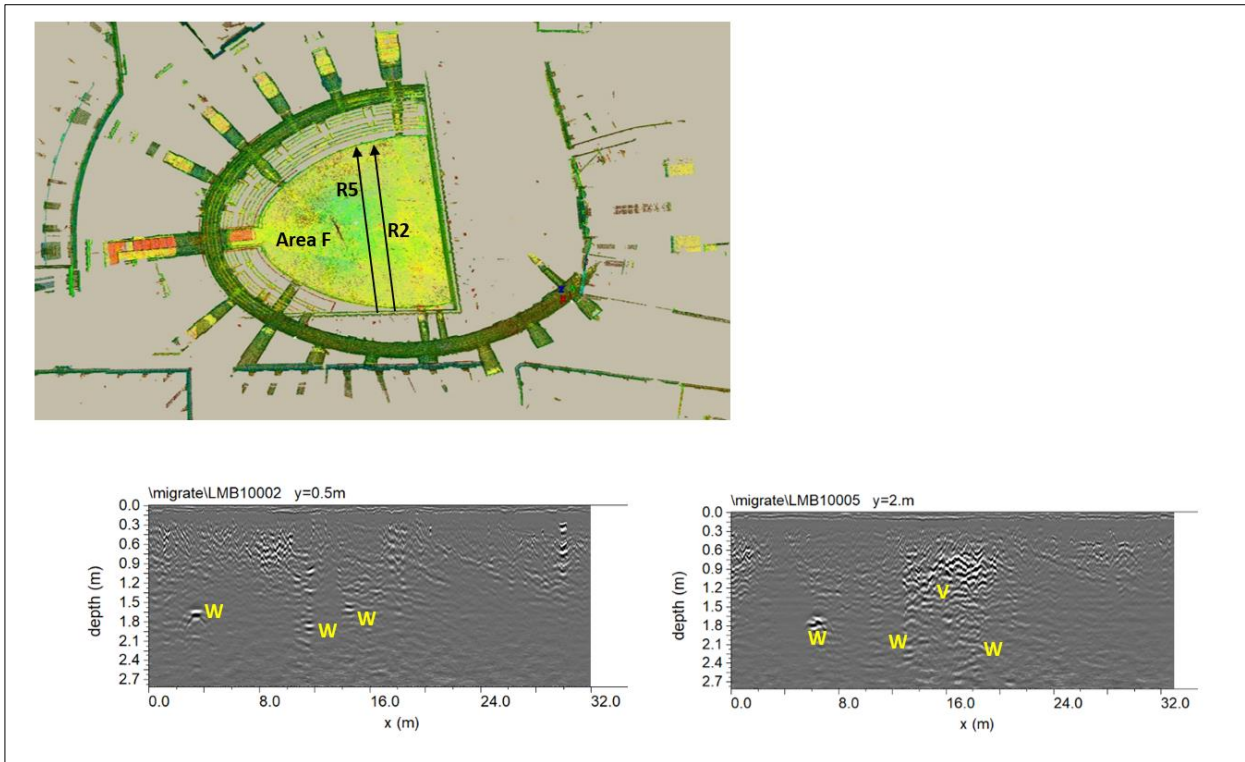 R5
R2
Area F
\migrate\LMB10002 y=0.5m
0.0
0.3
0.6
0.9
1.2
1.5
1.8
2.1
2.4
2.7
depth (m)
W
W
W
0.0 8.0 16.0 24.0 32.0
x (m)
\migrate\LMB10005 y=2.m
0.0
0.3
0.6
0.9
1.2
1.5
1.8
2.1
2.4
2.7
depth (m)
V
W
W
W
0.0 8.0 16.0 24.0 32.0
x (m)